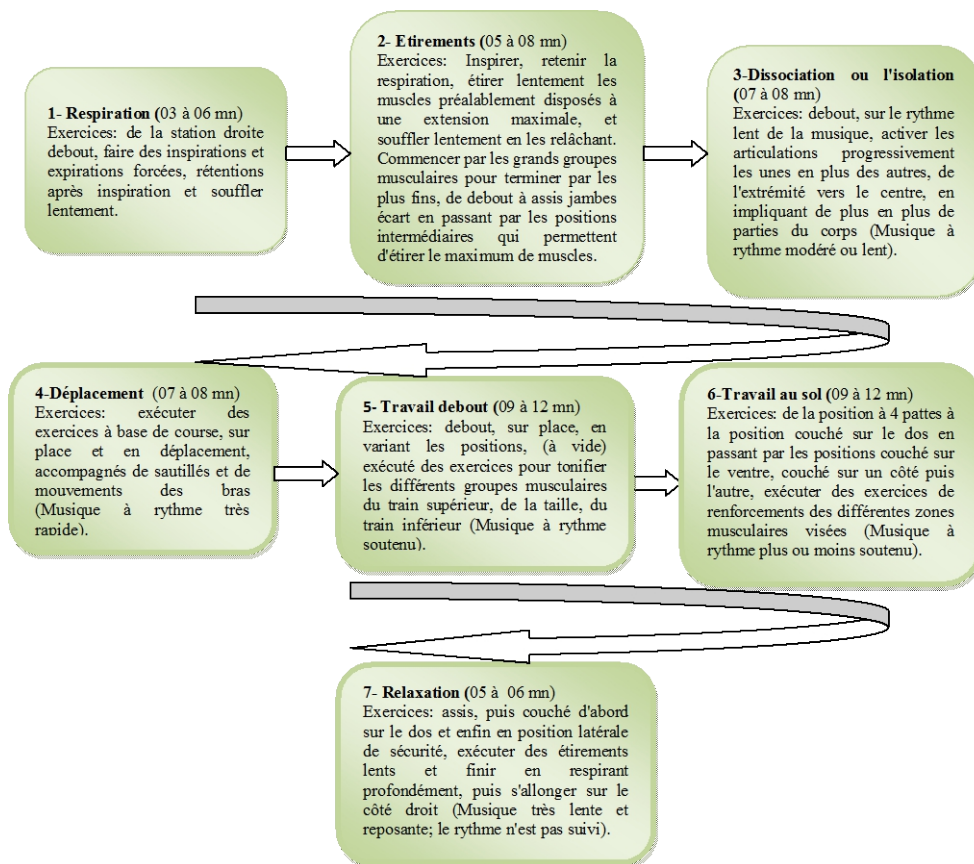 1- Respiration (03 à 06 mn)
Exercices: de la station droite
debout, faire des inspirations et
expirations forcées, rétentions
après inspiration et souffler
lentement.
2- Etirements (05 à 08 mn)
Exercices: Inspirer, retenir la
respiration, étirer lentement les
muscles préalablement disposés à
une extension maximale, et
souffler lentement en les relâchant.
Commencer par les grands groupes
musculaires pour terminer par les
plus fins, de debout à assis jambes
écart en passant par les positions
intermédiaires qui permettent
d'étirer le maximum de muscles.
3-Dissociation ou l'isolation
(07 à 08 mn)
Exercices: debout, sur le rythme
lent de la musique, activer les
articulations progressivement
les unes en plus des autres, de
l'extrémité vers le centre, en
impliquant de plus en plus de
parties du corps (Musique à
rythme modéré ou lent).
4-Déplacement (07 à 08 mn)
Exercices: exécuter des
exercices à base de course, sur
place et en déplacement,
accompagnés de sautillés et de
mouvements des bras
(Musique à rythme très
rapide).
5- Travail debout (09 à 12 mn)
Exercices: debout, sur place, en
variant les positions, (à vide)
exécuté des exercices pour tonifier
les différents groupes musculaires
du train supérieur, de la taille, du
train inférieur (Musique à rythme
soutenu).
6-Travail au sol (09 à 12 mn)
Exercices: de la position à 4 pattes à
la position couché sur le dos en
passant par les positions couché sur
le ventre, couché sur un côté puis
l'autre, exécuter des exercices de
renforcements des différentes zones
musculaires visées (Musique à
rythme plus ou moins soutenu).
7- Relaxation (05 à 06 mn)
Exercices: assis, puis couché d'abord
sur le dos et enfin en position latérale
de sécurité, exécuter des étirements
lents et finir en respirant
profondément, puis s'allonger sur le
côté droit (Musique très lente et
reposante; le rythme n'est pas suivi).